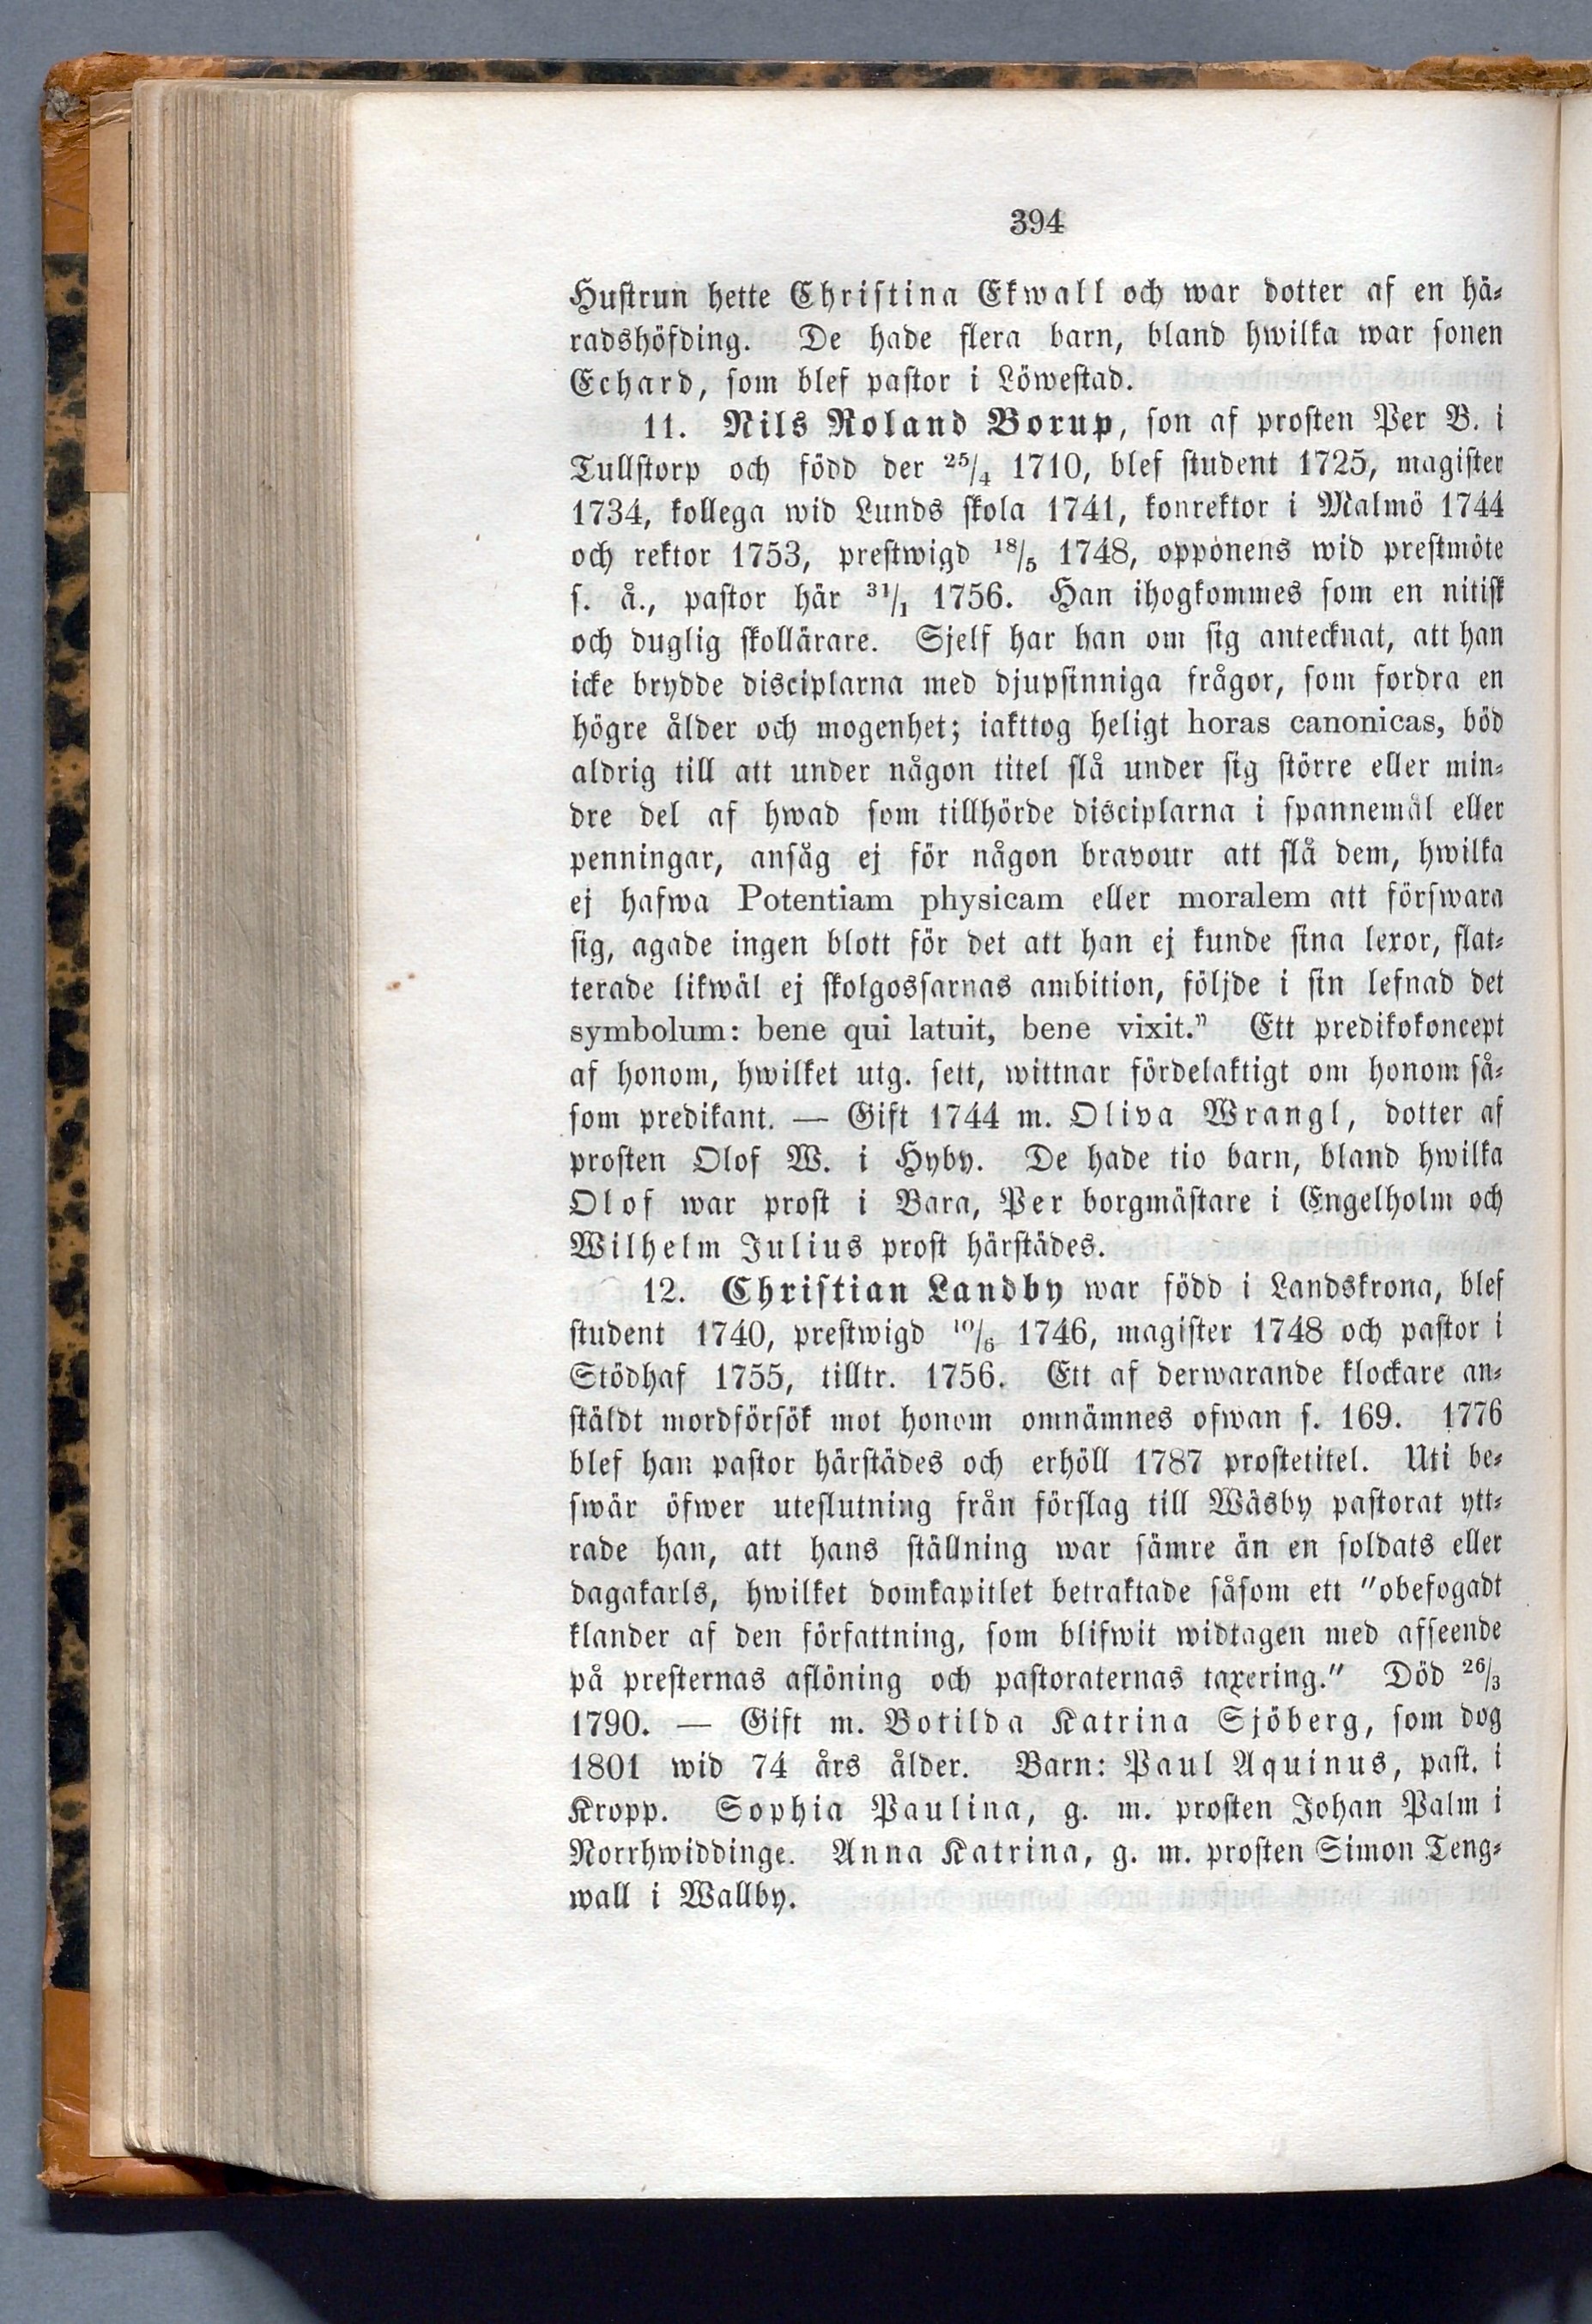 394
Hustrun hette Christina Ekwall och war dotter af en hä-
radshöfding. De hade flera barn, bland hwilka war sonen
Echard, som blef pastor i Löwestad.
11. Nils Roland Borup, son af prosten Per B. i
Tullstorp och född der 25/4 1710, blef student 1725, magister
1734, kollega wid Lunds skola 1741, konrektor i Malmö 1744
och rektor 1753, prestwigd 18/5 1748, opponens wid prestmöte
s. å., pastor här 31/1 1756. Han ihogkommes som en nitisk
och duglig skollärare. Sjelf har han om sig antecknat, att han
icke brydde disciplarna med djupsinniga frågor, som fordra en
högre ålder och mogenhet; iakttog heligt horas canonicas, böd
aldrig till att under någon titel slå under sig större eller min-
dre del af hwad som tillhörde disciplarna i spannemål eller
penningar, ansåg ej för någon bravour att slå dem, hwilka
ej hafwa Potentiam physicam eller moralem att förswara
sig, agade ingen blott för det att han ej kunde sina lexor, flat-
terade likwäl ej skolgossarnas ambition, följde i sin lefnad det
symbolum: bene qui latuit, bene vixit." Ett predikokoncept
af honom, hwilket utg. sett, wittnar fördelaktigt om honom så-
som predikant. — Gift 1744 m. Oliva Wrangl, dotter af
prosten Olof W. i Hyby. De hade tio barn, bland hwilka
Olof war prost i Bara, Per borgmästare i Engelholm och
Wilhelm Julius prost härstädes.
12. Christian Landby war född i Landskrona, blef
student 1740, prestwigd 10/6 1746, magister 1748 och pastor i
Stödhaf 1755, tilltr. 1756. Ett af derwarande klockare an-
stäldt mordförsök mot honom omnämnes ofwan s. 169. 1776
blef han pastor härstädes och erhöll 1787 prostetitel. Uti be-
swär öfwer uteslutning från förslag till Wäsby pastorat ytt-
rade han, att hans ställning war sämre än en soldats eller
dagakarls, hwilket domkapitlet betraktade såsom ett "obefogadt
klander af den författning, som blifwit widtagen med afseende
på presternas aflöning och pastoraternas taxering." Död 26/3
1790. — Gift m. Botilda Katrina Sjöberg, som dog
1801 wid 74 års ålder. Barn: Paul Aquinus, past. i
Kropp. Sophia Paulina, g. m. prosten Johan Palm i
Norrhwiddinge. Anna Katrina, g. m. prosten Simon Teng-
wall i Wallby.